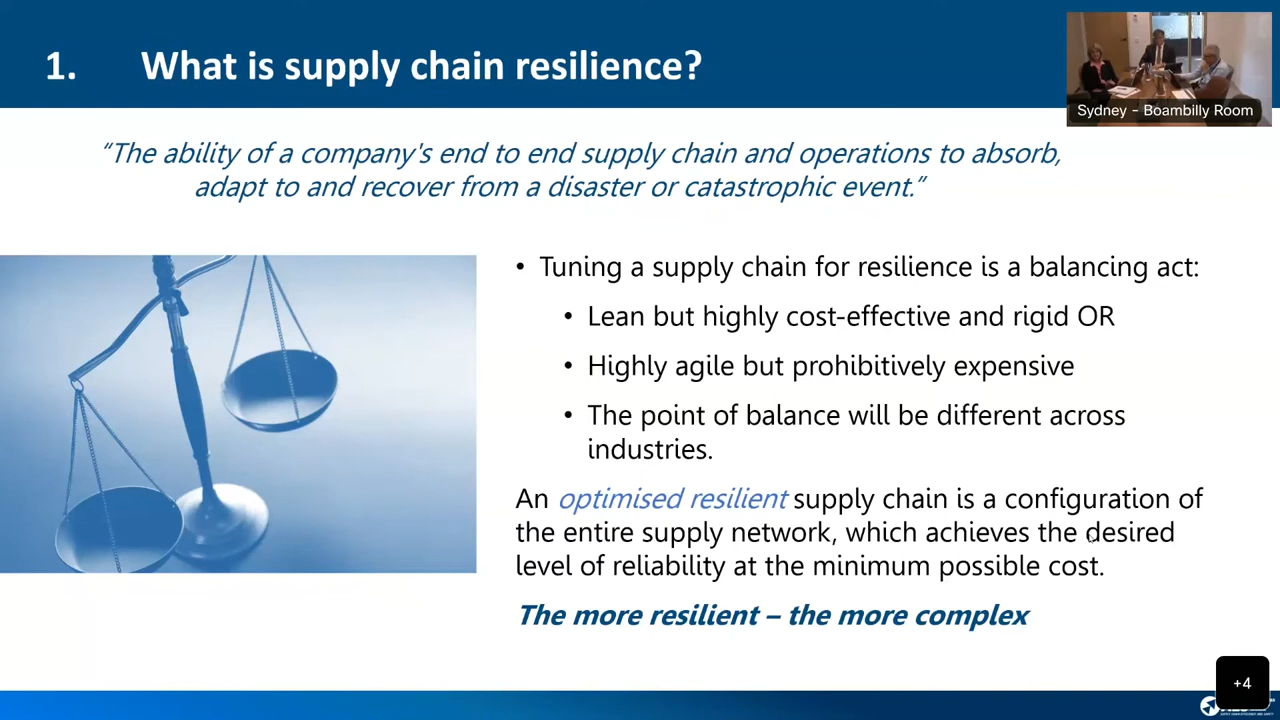 1. What is supply chain resilience?
Sydney - Boambilly Room
“The ability of a company's end to end supply chain and operations to absorb,
adapt to and recover from a disaster or catastrophic event.”
• Tuning a supply chain for resilience is a balancing act:
• Lean but highly cost-effective and rigid OR
• Highly agile but prohibitively expensive
• The point of balance will be different across
industries.
An optimised resilient supply chain is a configuration of
the entire supply network, which achieves the desired
level of reliability at the minimum possible cost.
The more resilient – the more complex
+4